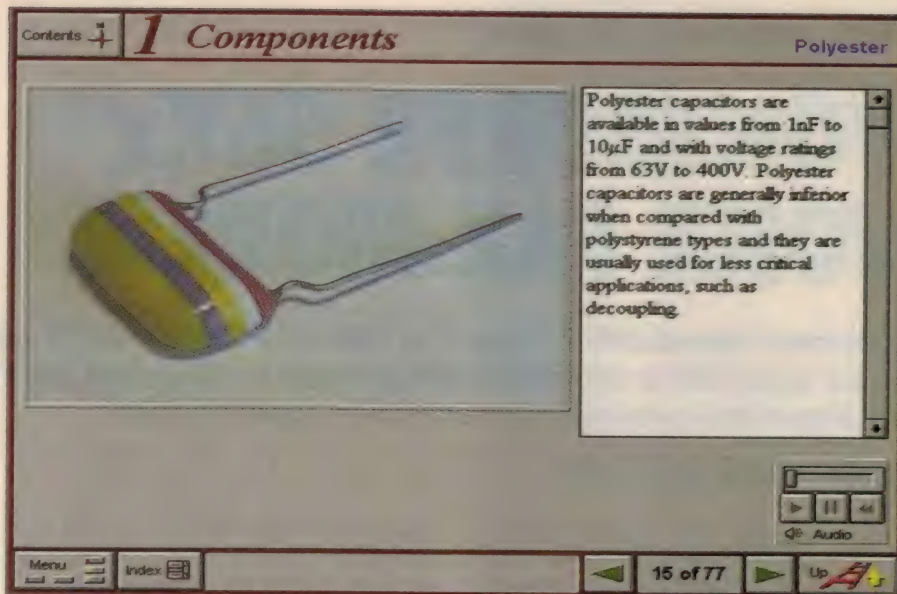 Contents
1 Components
Polyester
Polyester capacitors are
available in values from 1nF to
10µF and with voltage ratings
from 63V to 400V. Polyester
capacitors are generally inferior
when compared with
polystyrene types and they are
usually used for less critical
applications, such as
decoupling.
Audio
Menu
Index
15 of 77
Up